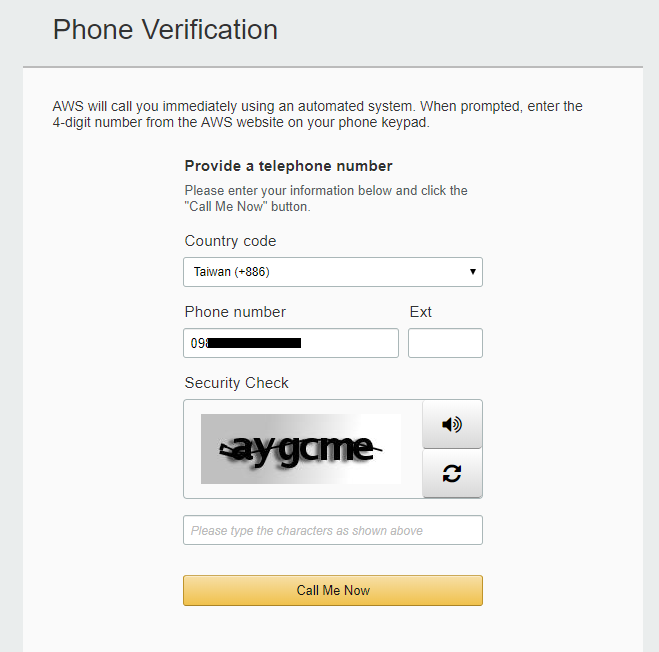 Phone Verification
AWS will call you immediately using an automated system. When prompted, enter the
4-digit number from the AWS website on your phone keypad.
Provide a telephone number
Please enter your information below and click the
"Call Me Now" button.
Country code
Taiwan (+886)
Phone number Ext
09
Security Check
aygcme
Please type the characters as shown above
Call Me Now